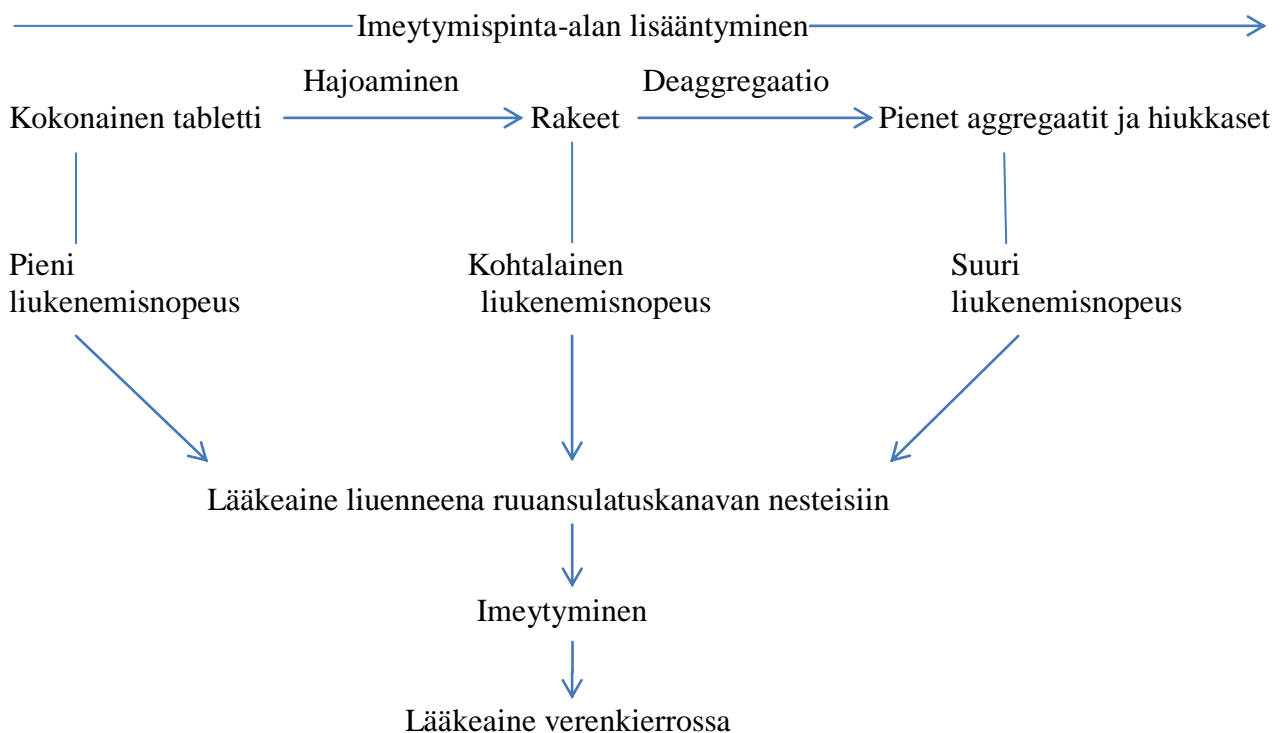 Imeytymispinta-alan lisääntyminen
Hajoaminen
Deaggregaatio
Kokonainen tabletti
Rakeet
Pienet aggregaatit ja hiukkaset
Pieni
liukenemisnopeus
Kohtalainen
liukenemisnopeus
Suuri
liukenemisnopeus
Lääkeaine liuenneena ruuansulatuskanavan nesteisiin
Imeytyminen
Lääkeaine verenkierrossa